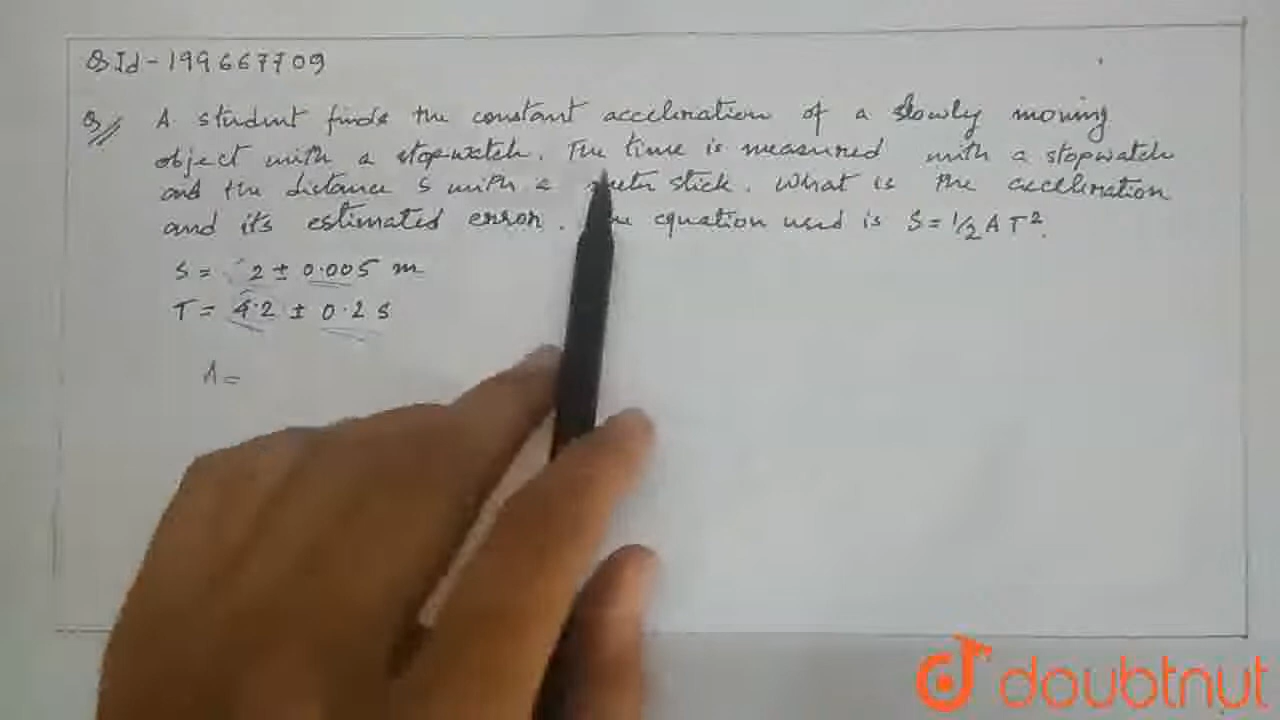 QId - 199667709
Q// A student finds the constant acceleration of a slowly moving
object with a stopwatch. The time is measured with a stopwatch
and the distance s with a meter stick. What is the acceleration
and its estimated error. equation used is S = 1/2 A T².
S = 2 ± 0.005 m
T = 4.2 ± 0.2 s
A =
doubtnut